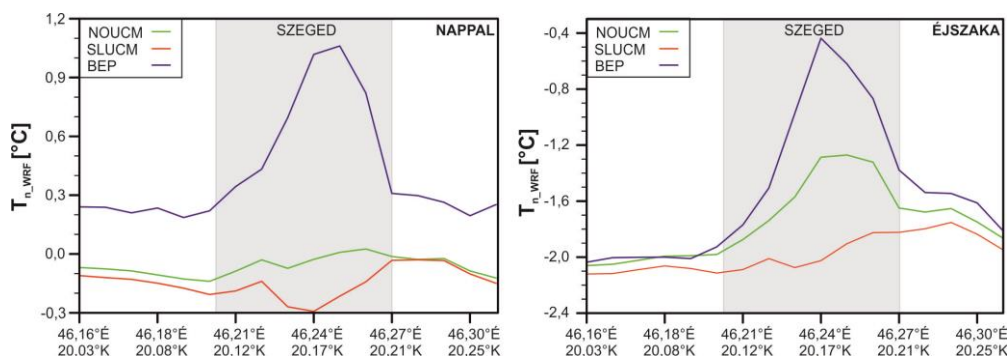 1,2
0,9
0,6
0,3
0,0
-0,3
T n_WRF [°C]
NOUCM
SLUCM
BEP
SZEGED
NAPPAL
46,16°É 46,18°É 46,21°É 46,24°É 46,27°É 46,30°É
20.03°K 20.08°K 20.12°K 20.17°K 20.21°K 20.25°K
-0,4
-0,8
-1,2
-1,6
-2,0
-2,4
T n_WRF [°C]
NOUCM
SLUCM
BEP
SZEGED
ÉJSZAKA
46,16°É 46,18°É 46,21°É 46,24°É 46,27°É 46,30°É
20.03°K 20.08°K 20.12°K 20.17°K 20.21°K 20.25°K